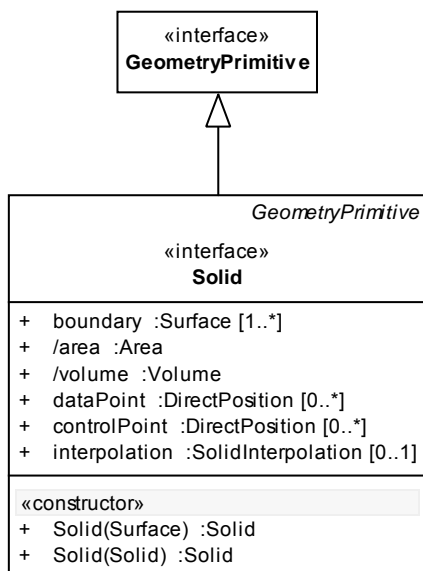 «interface»
GeometryPrimitive
GeometryPrimitive
«interface»
Solid
+ boundary :Surface [1..*]
+ /area :Area
+ /volume :Volume
+ dataPoint :DirectPosition [0..*]
+ controlPoint :DirectPosition [0..*]
+ interpolation :SolidInterpolation [0..1]
«constructor»
+ Solid(Surface) :Solid
+ Solid(Solid) :Solid